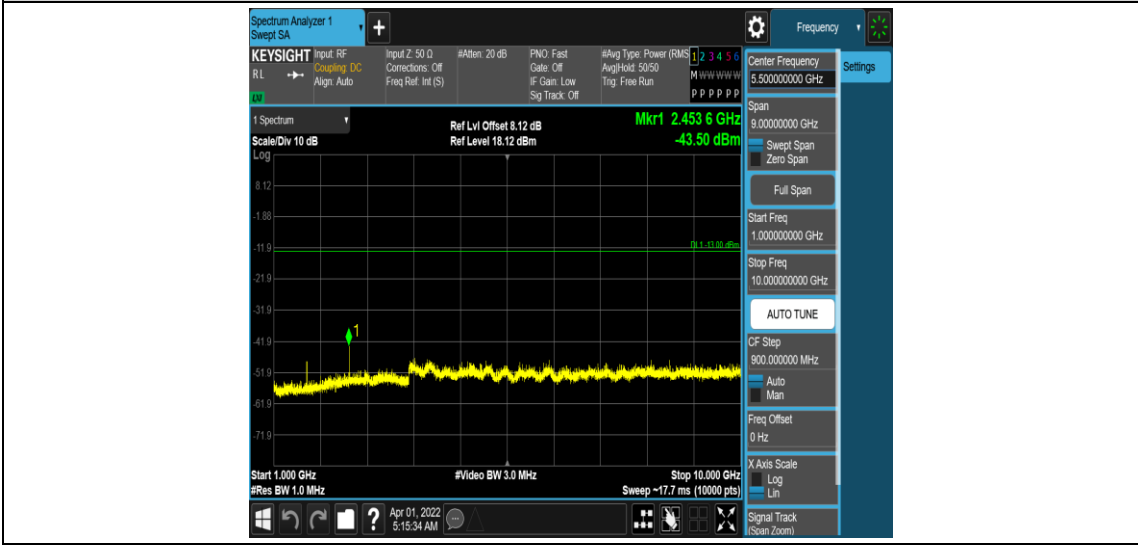 Spectrum Analyzer 1
Swept SA
+
Frequency
KEYSIGHT
RL
LXI
Input: RF
Coupling: DC
Align: Auto
Input Z: 50 Ω
Corrections: Off
Freq Ref: Int (S)
#Atten: 20 dB
PNO: Fast
Gate: Off
IF Gain: Low
Sig Track: Off
#Avg Type: Power (RMS
Avg|Hold: 50/50
Trig: Free Run
1 2 3 4 5 6
M W W W W W
P P P P P P
1 Spectrum
Scale/Div 10 dB
Log
Ref Lvl Offset 8.12 dB
Ref Level 18.12 dBm
Mkr1 2.453 6 GHz
-43.50 dBm
8.12
-1.88
-11.9
DL1 -13.00 dBm
-21.9
-31.9
1
-41.9
-51.9
-61.9
-71.9
Start 1.000 GHz
#Res BW 1.0 MHz
#Video BW 3.0 MHz
Stop 10.000 GHz
Sweep ~17.7 ms (10000 pts)
Apr 01, 2022
5:15:34 AM
Center Frequency
5.500000000 GHz
Span
9.00000000 GHz
Swept Span
Zero Span
Full Span
Start Freq
1.000000000 GHz
Stop Freq
10.000000000 GHz
AUTO TUNE
CF Step
900.000000 MHz
Auto
Man
Freq Offset
0 Hz
X Axis Scale
Log
Lin
Signal Track
(Span Zoom)
Settings